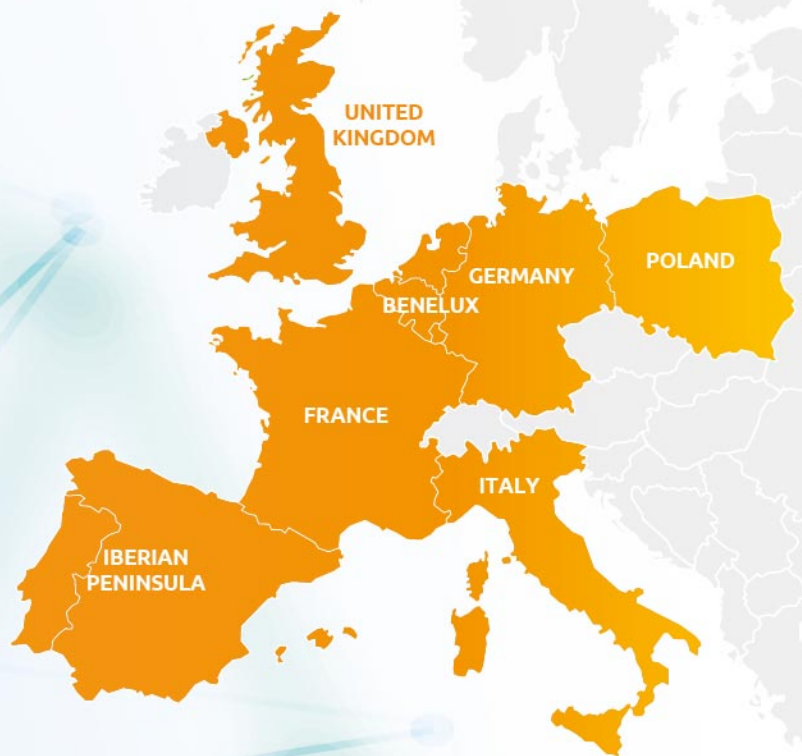 UNITED
KINGDOM
POLAND
GERMANY
BENELUX
FRANCE
ITALY
IBERIAN
PENINSULA